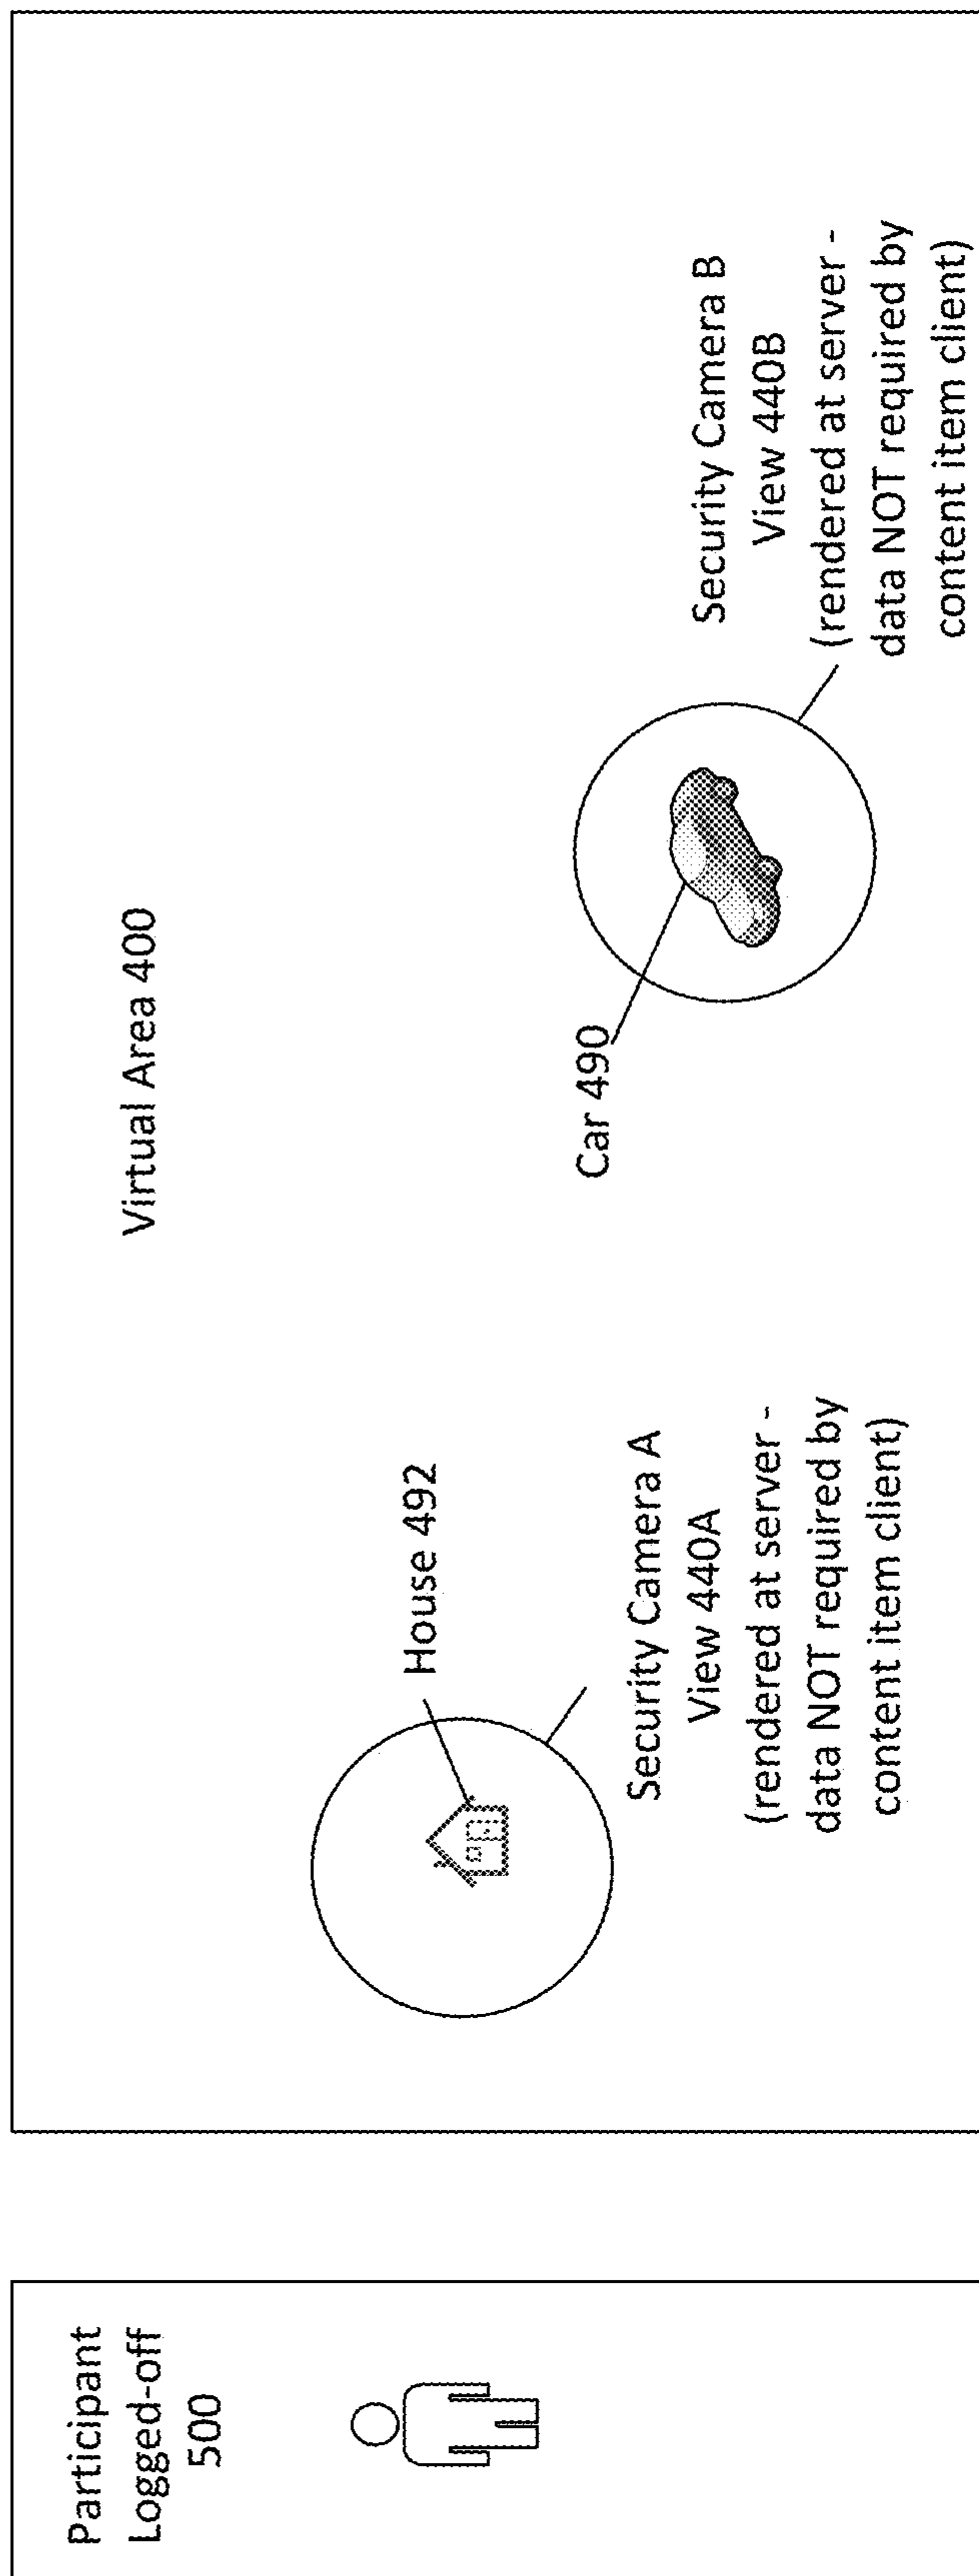 Participant
Logged-off
500
Virtual Area 400
House 492
Security Camera A
View 440A
(rendered at server -
data NOT required by
content item client)
Car 490
Security Camera B
View 440B
(rendered at server -
data NOT required by
content item client)